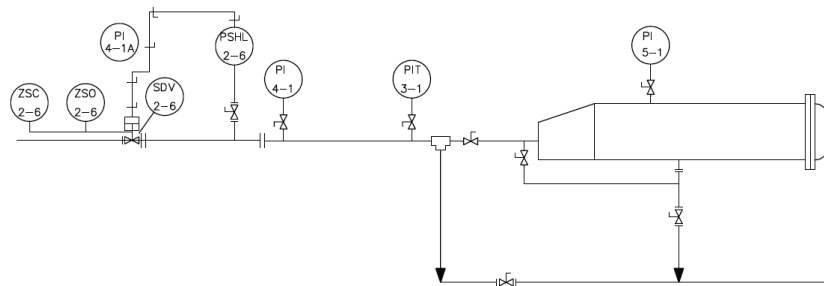 PI
4-1A
PSHL
2-6
PI
5-1
ZSC
2-6
ZSO
2-6
SDV
2-6
PI
4-1
PIT
3-1